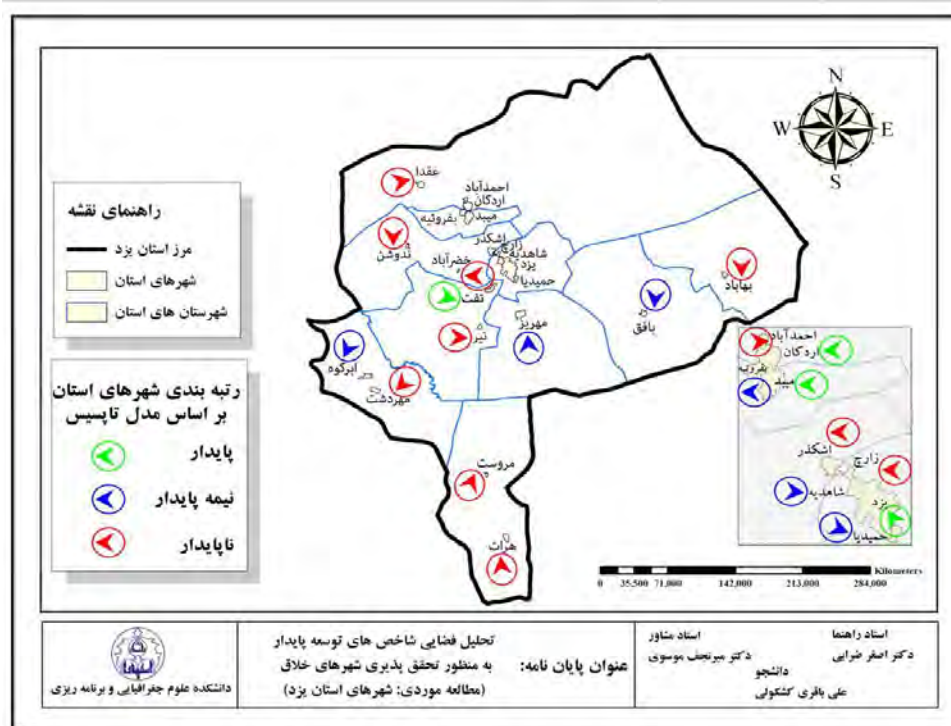 N
W E
S
راهنمای نقشه
مرز استان یزد
شهرهای استان
شهرستان های استان
رتبه بندی شهرهای استان
بر اساس مدل تاپسیس
پایدار
نیمه پایدار
ناپایدار
عقدا
احمدآباد
اردکان
میبد
بفروئیه
ندوشن
اشکذر
زارچ
شاهدیه
خضرآباد
یزد
حمیدیا
تفت
نیر
مهریز
بافق
بهاباد
ابرکوه
مهردشت
مروست
هرات
احمدآباد
اردکان
بفروئیه
میبد
اشکذر
زارچ
شاهدیه
یزد
حمیدیا
Kilometers
0 35,500 71,000 142,000 213,000 284,000
استاد راهنما
دکتر اصغر ضرابی
استاد مشاور
دکتر میرنجف موسوی
دانشجو
علی باقری کشکولی
عنوان پایان نامه:
تحلیل فضایی شاخص های توسعه پایدار
به منظور تحقق پذیری شهرهای خلاق
(مطالعه موردی: شهرهای استان یزد)
دانشکده علوم جغرافیایی و برنامه ریزی